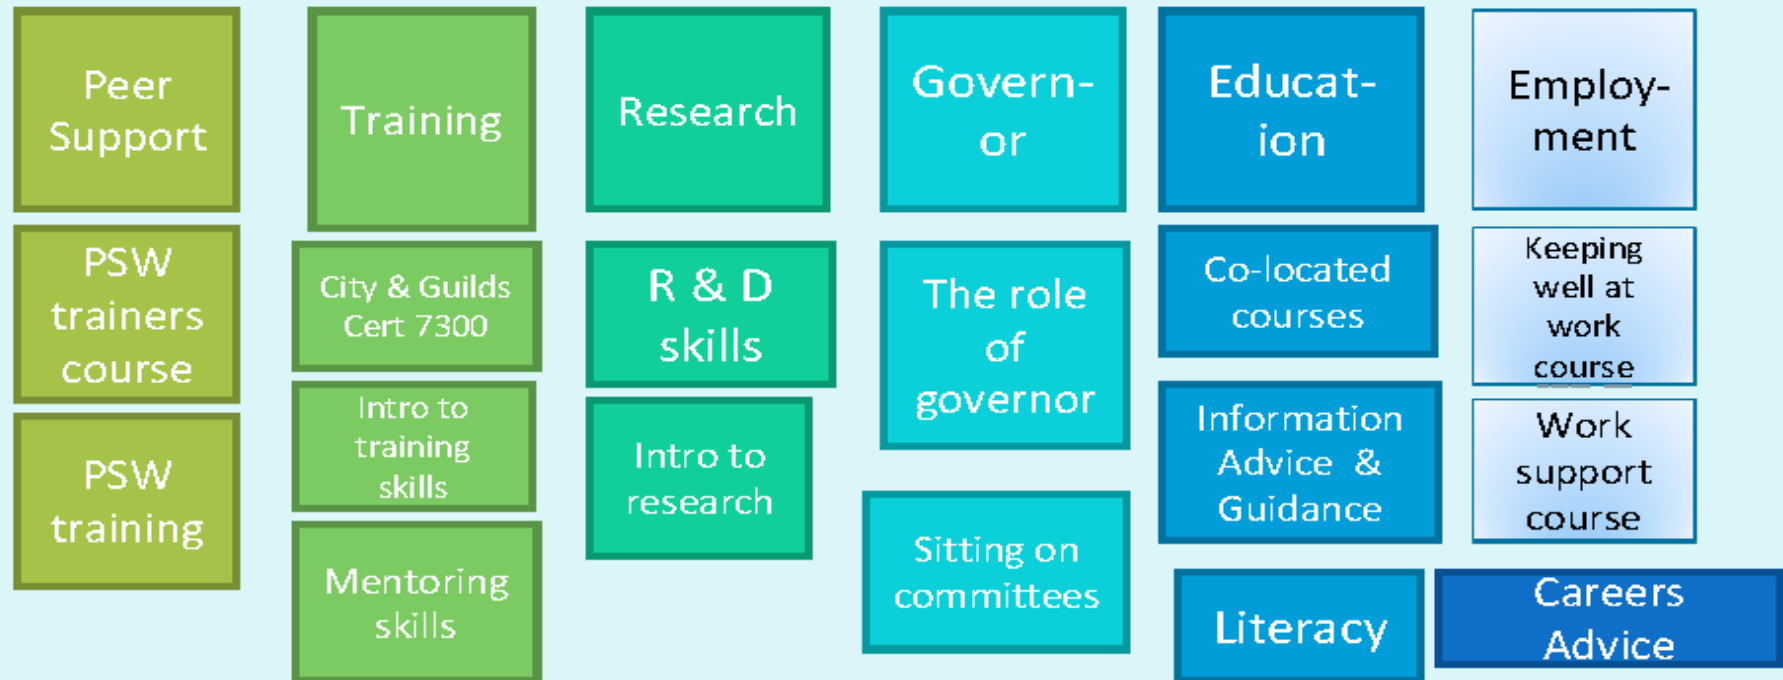 Peer
Support
PSW
trainers
course
PSW
training
Training
City & Guilds
Cert 7300
Intro to
training
skills
Mentoring
skills
Research
R & D
skills
Intro to
research
Govern-
or
The role
of
governor
Sitting on
committees
Educat-
ion
Co-located
courses
Information
Advice &
Guidance
Literacy
Employ-
ment
Keeping
well at
work
course
Work
support
course
Careers
Advice